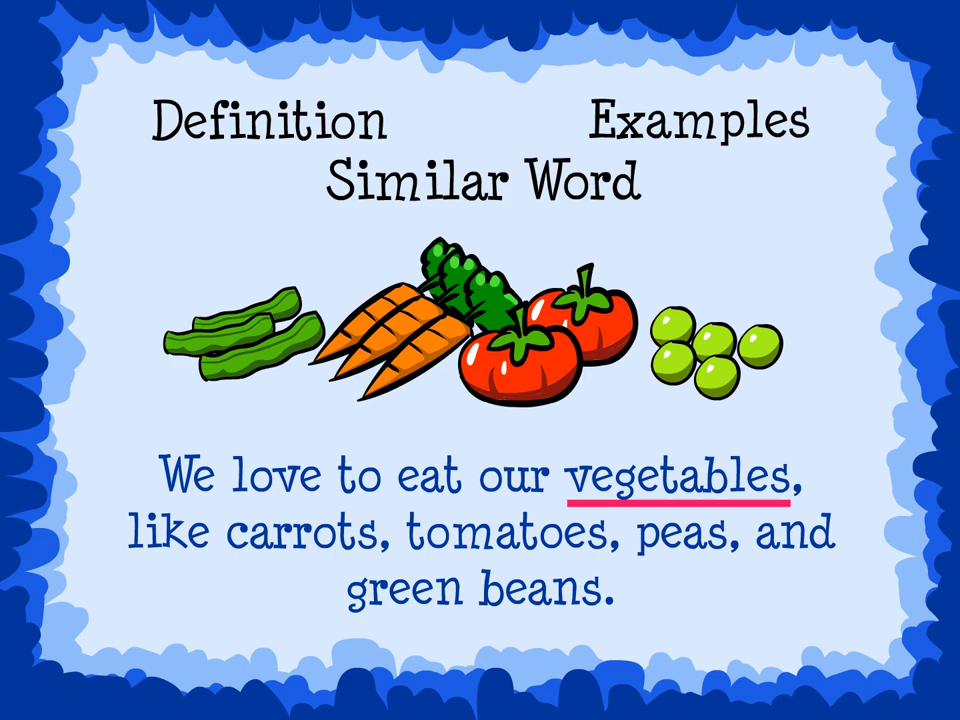 Definition Examples
Similar Word
We love to eat our vegetables,
like carrots, tomatoes, peas, and
green beans.